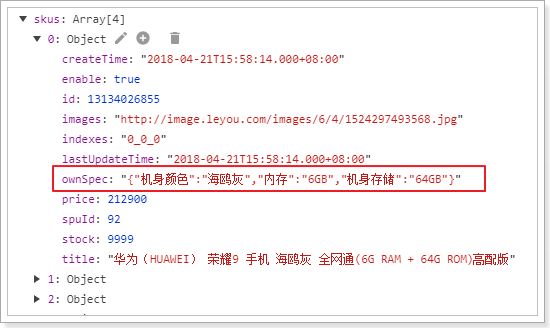 skus: Array[4]
0: Object
createTime: "2018-04-21T15:58:14.000+08:00"
enable: true
id: 13134026855
images: "http://image.leyou.com/images/6/4/1524297493568.jpg"
indexes: "0_0_0"
lastUpdateTime: "2018-04-21T15:58:14.000+08:00"
ownSpec: "{"机身颜色":"海鸥灰","内存":"6GB","机身存储":"64GB"}"
price: 212900
spuId: 92
stock: 9999
title: "华为（HUAWEI） 荣耀9 手机 海鸥灰 全网通(6G RAM + 64G ROM)高配版"
1: Object
2: Object